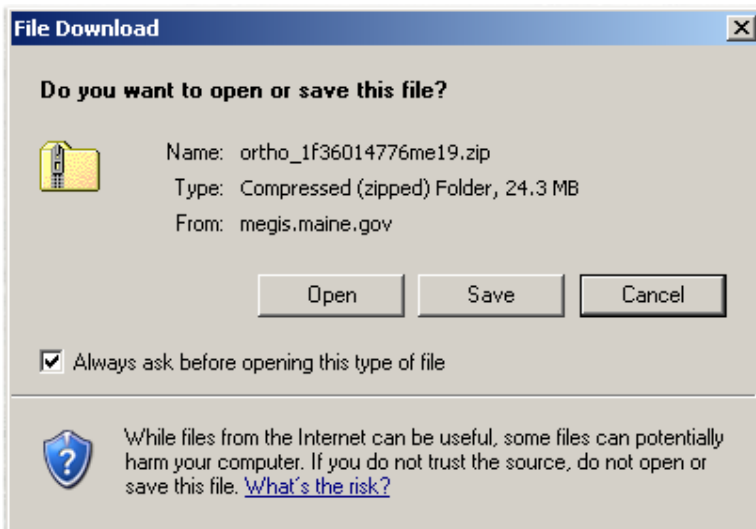 File Download
Do you want to open or save this file?
Name: ortho_1f36014776me19.zip
Type: Compressed (zipped) Folder, 24.3 MB
From: megis.maine.gov
Open Save Cancel
Always ask before opening this type of file
While files from the Internet can be useful, some files can potentially
harm your computer. If you do not trust the source, do not open or
save this file. What's the risk?